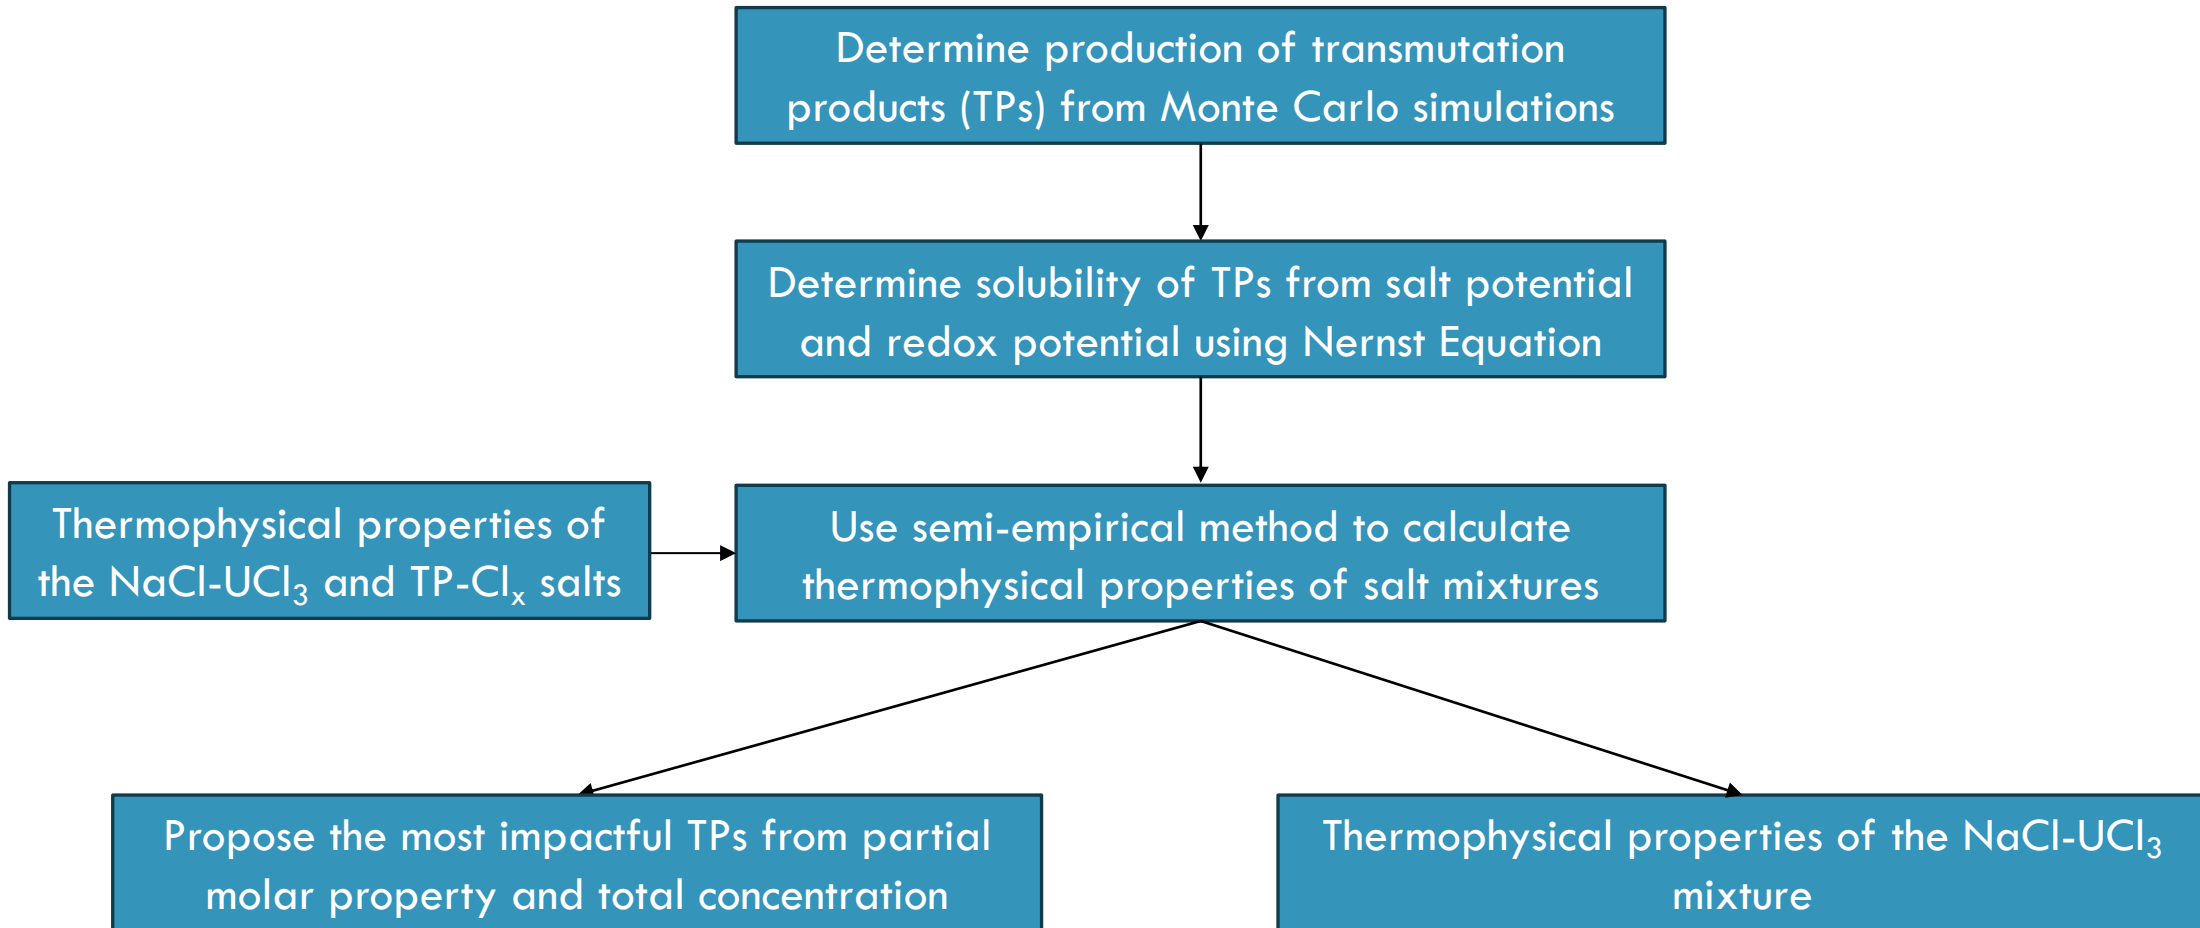 Determine production of transmutation
products (TPs) from Monte Carlo simulations
Determine solubility of TPs from salt potential
and redox potential using Nernst Equation
Thermophysical properties of
the NaCl-UCl₃ and TP-Clₓ salts
Use semi-empirical method to calculate
thermophysical properties of salt mixtures
Propose the most impactful TPs from partial
molar property and total concentration
Thermophysical properties of the NaCl-UCl₃
mixture